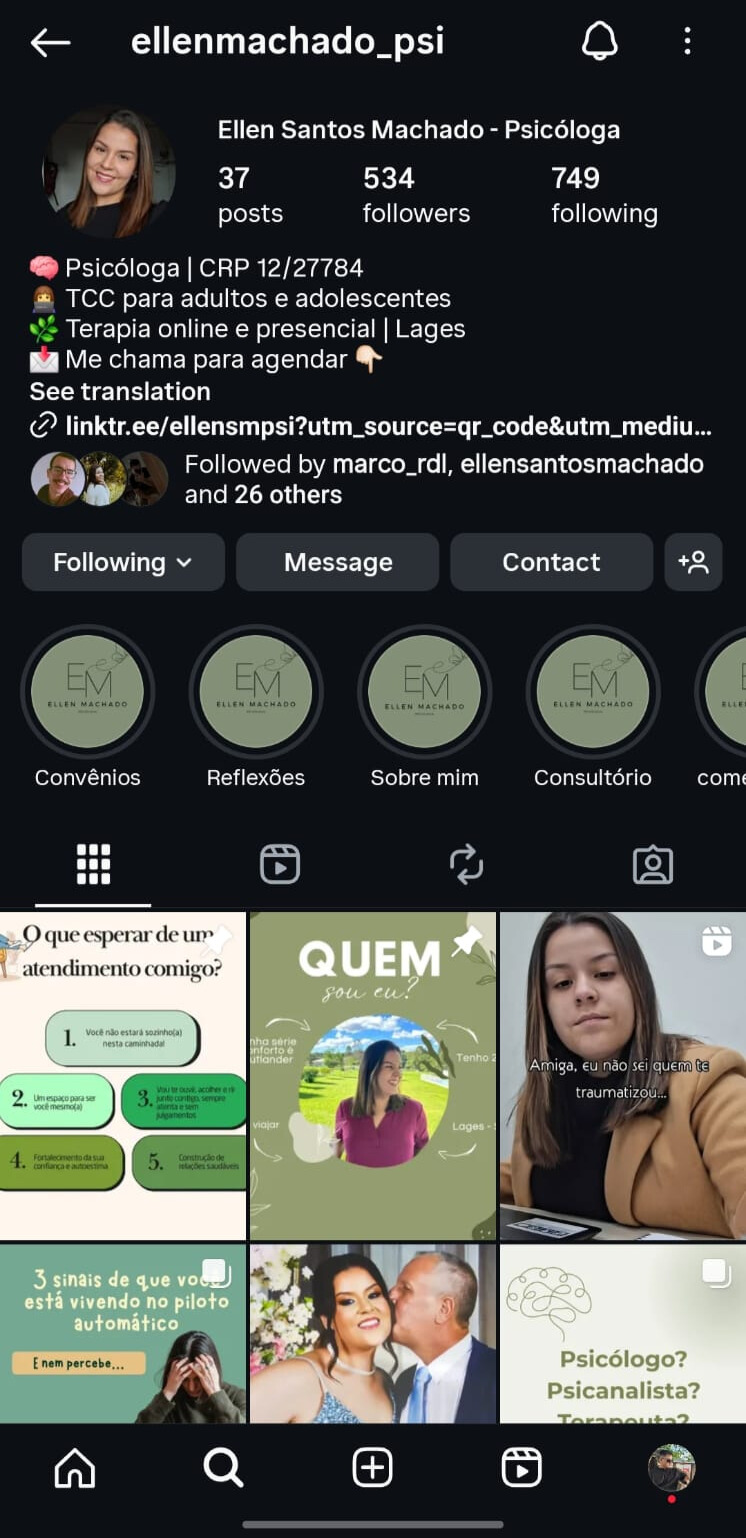 ellenmachado_psi
Ellen Santos Machado - Psicóloga
37 534 749
posts followers following
🧠 Psicóloga | CRP 12/27784
👩🏽‍💻 TCC para adultos e adolescentes
🌿 Terapia online e presencial | Lages
📩 Me chama para agendar 👇🏻
See translation
linktr.ee/ellensmpsi?utm_source=qr_code&utm_mediu...
Followed by marco_rdl, ellensantosmachado
and 26 others
Following Message Contact
EM EM EM EM
ELLEN MACHADO ELLEN MACHADO ELLEN MACHADO ELLEN MACHADO
Convênios Reflexões Sobre mim Consultório
O que esperar de um
atendimento comigo?
1. Você não estará sozinho(a)
nesta caminhada!
2. Um espaço para ser
você mesmo(a)
3. Vou te ouvir, acolher e rir
junto contigo, sempre
atenta e sem
julgamentos
4. Fortalecimento da sua
confiança e autoestima
5. Construção de
relações saudáveis
QUEM
sou eu?
nha série
onforto é
utlander
Tenho 2
viajar
Lages -
Amiga, eu não sei quem te
traumatizou...
3 sinais de que você
está vivendo no piloto
automático
E nem percebe...
Psicólogo?
Psicanalista?
Terapeuta?